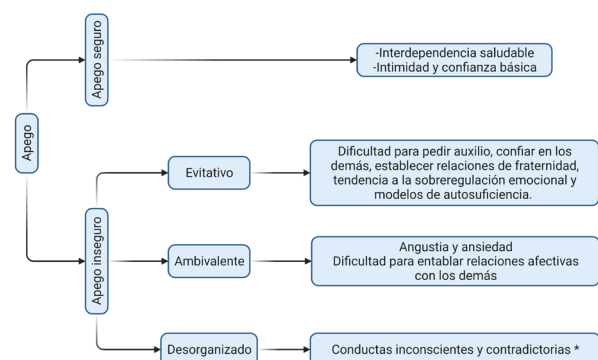 Apego
Apego seguro
-Interdependencia saludable
-Intimidad y confianza básica
Apego inseguro
Evitativo
Dificultad para pedir auxilio, confiar en los
demás, establecer relaciones de fraternidad,
tendencia a la sobreregulación emocional y
modelos de autosuficiencia.
Ambivalente
Angustia y ansiedad
Dificultad para entablar relaciones afectivas
con los demás
Desorganizado
Conductas inconscientes y contradictorias *